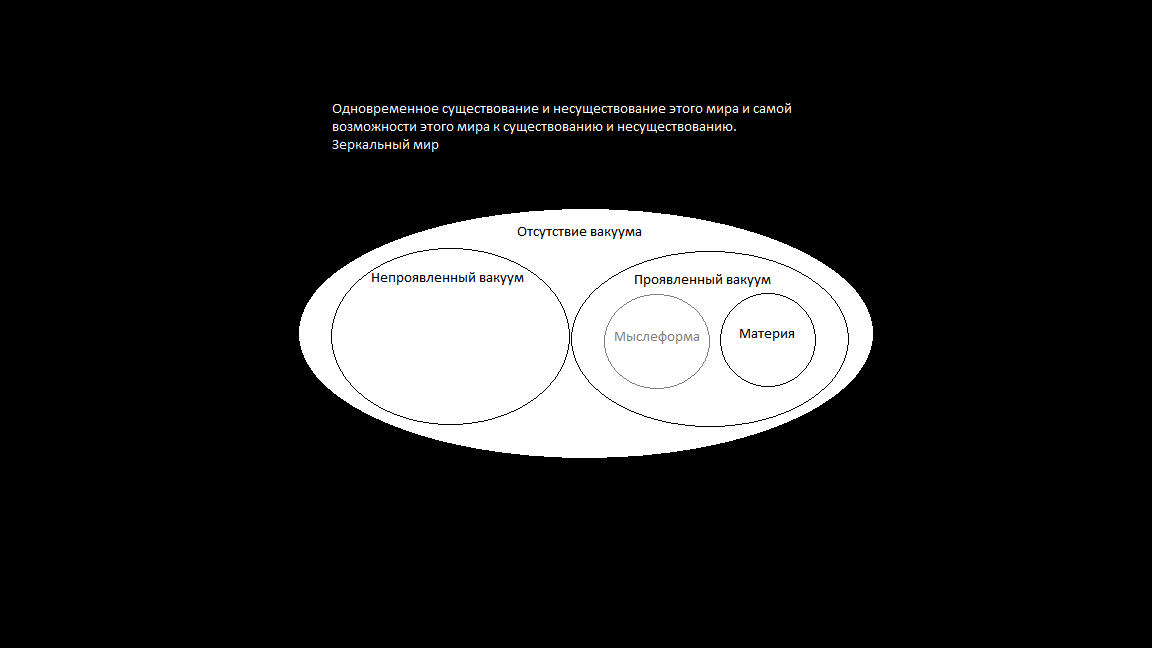 Одновременное существование и несуществование этого мира и самой
возможности этого мира к существованию и несуществованию.
Зеркальный мир
Отсутствие вакуума
Непроявленный вакуум
Проявленный вакуум
Мыслеформа
Материя